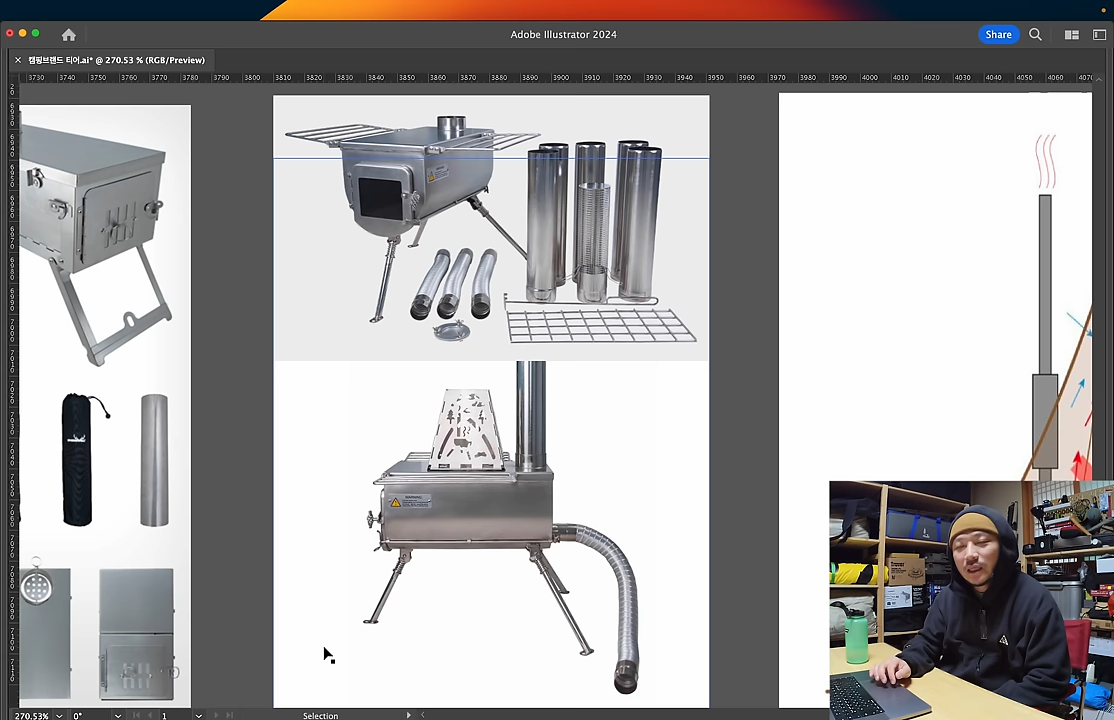 Adobe Illustrator 2024
Share
× 캠핑브랜드 티어.ai* @ 270.53 % (RGB/Preview)
3730 3740 3750 3760 3770 3780 3790 3800 3810 3820 3830 3840 3850 3860 3870 3880 3890 3900 3910 3920 3930 3940 3950 3960 3970 3980 3990 4000 4010 4020 4030 4040 4050 4060 4070
WARNING
270.53% 0° 1 Selection